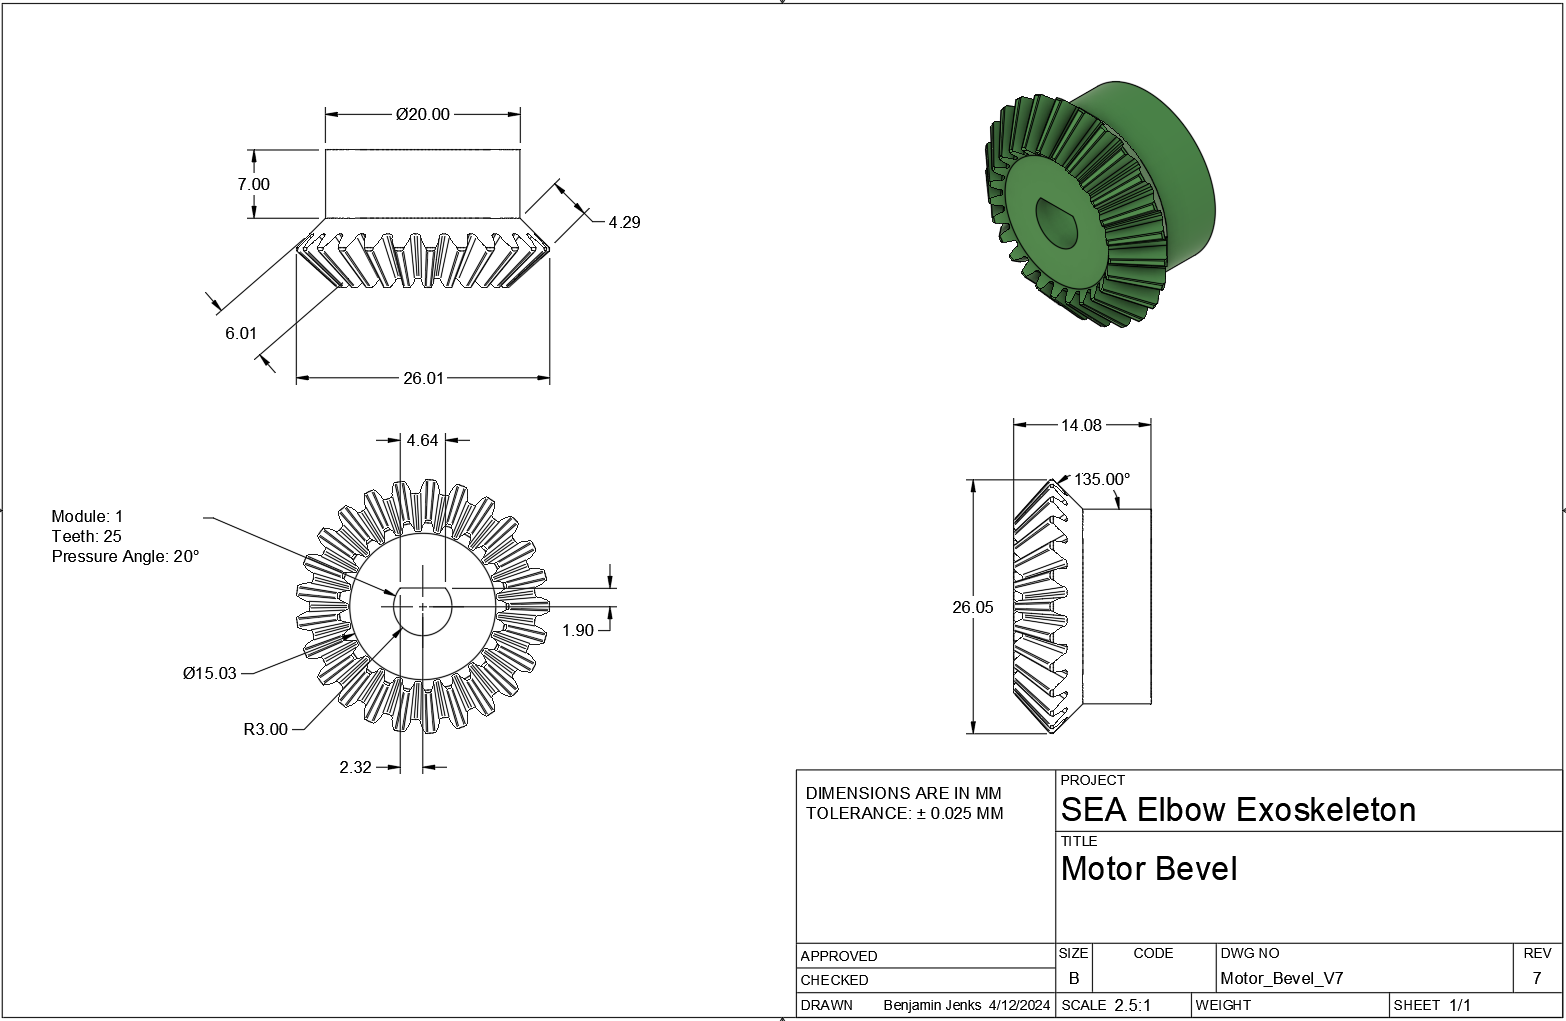 Ø20.00
7.00
4.29
6.01
26.01
4.64
Module: 1
Teeth: 25
Pressure Angle: 20°
1.90
Ø15.03
R3.00
2.32
14.08
135.00°
26.05
DIMENSIONS ARE IN MM
TOLERANCE: ± 0.025 MM
PROJECT
SEA Elbow Exoskeleton
TITLE
Motor Bevel
APPROVED
CHECKED
DRAWN Benjamin Jenks 4/12/2024
SIZE CODE DWG NO REV
B Motor_Bevel_V7 7
SCALE 2.5:1 WEIGHT SHEET 1/1